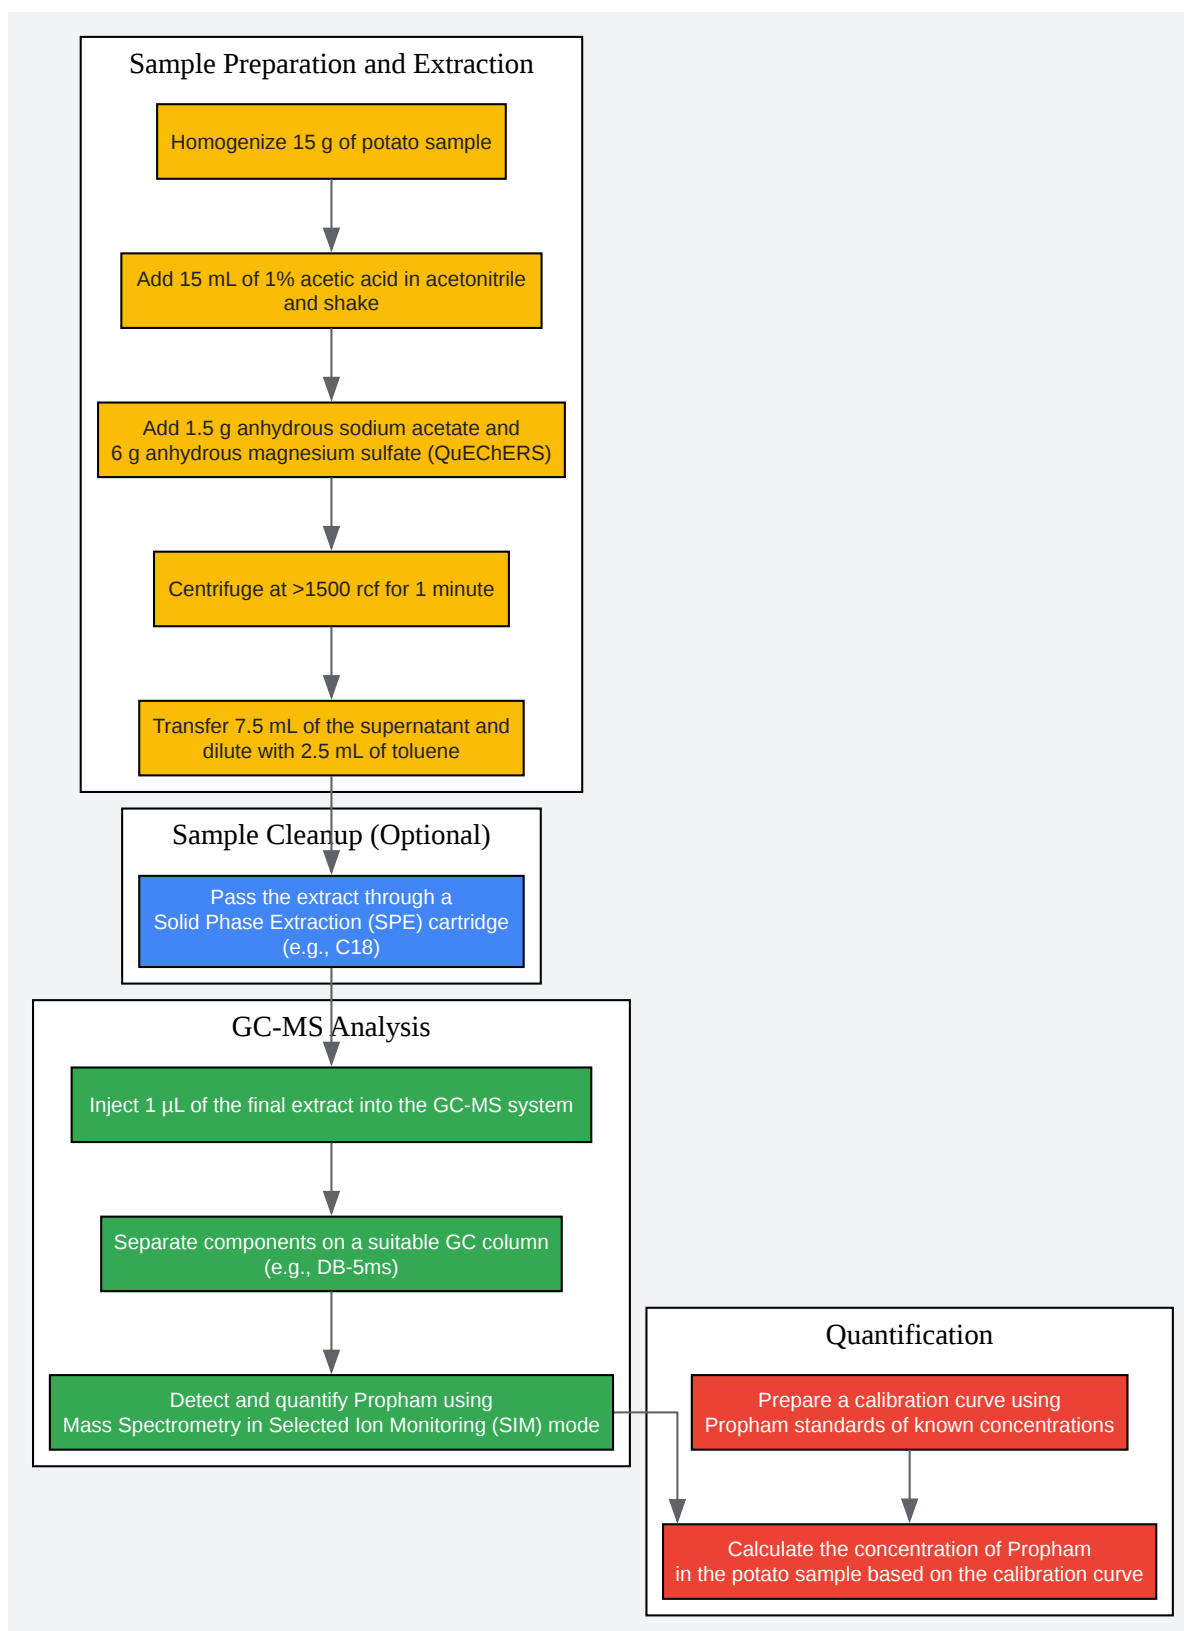 Sample Preparation and Extraction
Homogenize 15 g of potato sample
Add 15 mL of 1% acetic acid in acetonitrile
and shake
Add 1.5 g anhydrous sodium acetate and
6 g anhydrous magnesium sulfate (QuEChERS)
Centrifuge at >1500 rcf for 1 minute
Transfer 7.5 mL of the supernatant and
dilute with 2.5 mL of toluene
Sample Cleanup (Optional)
Pass the extract through a
Solid Phase Extraction (SPE) cartridge
(e.g., C18)
GC-MS Analysis
Inject 1 µL of the final extract into the GC-MS system
Separate components on a suitable GC column
(e.g., DB-5ms)
Detect and quantify Propham using
Mass Spectrometry in Selected Ion Monitoring (SIM) mode
Quantification
Prepare a calibration curve using
Propham standards of known concentrations
Calculate the concentration of Propham
in the potato sample based on the calibration curve